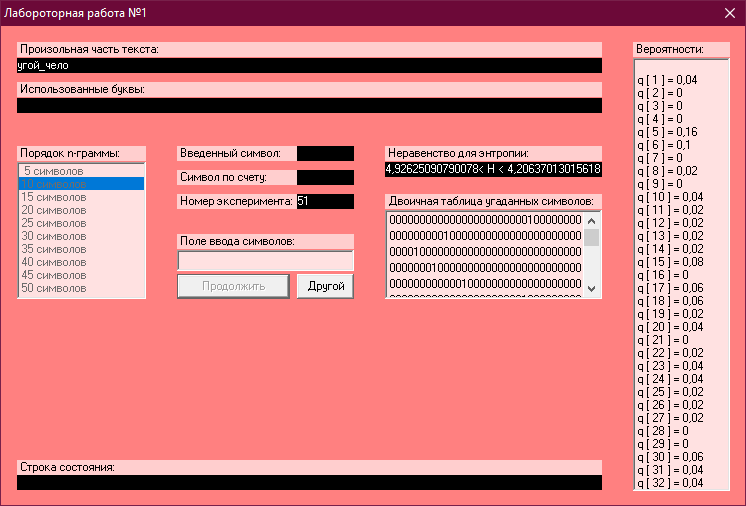 Лабороторная работа №1
Произольная часть текста:
угой_чело
Использованные буквы:
Порядок n-граммы:
5 символов
15 символов
20 символов
25 символов
30 символов
35 символов
40 символов
45 символов
50 символов
Введенный символ:
Символ по счету:
Номер эксперимента: 51
Поле ввода символов:
Продолжить
Другой
Неравенство для энтропии:
4,92625090790078< H < 4,20637013015618
Двоичная таблица угаданных символов:
Строка состояния:
Вероятности:
q [ 1 ] = 0,04
q [ 2 ] = 0
q [ 3 ] = 0
q [ 4 ] = 0
q [ 5 ] = 0,16
q [ 6 ] = 0,1
q [ 7 ] = 0
q [ 8 ] = 0,02
q [ 9 ] = 0
q [ 10 ] = 0,04
q [ 11 ] = 0,02
q [ 12 ] = 0,02
q [ 13 ] = 0,02
q [ 14 ] = 0,02
q [ 15 ] = 0,08
q [ 16 ] = 0
q [ 17 ] = 0,06
q [ 18 ] = 0,06
q [ 19 ] = 0,02
q [ 20 ] = 0,04
q [ 21 ] = 0
q [ 22 ] = 0,02
q [ 23 ] = 0,04
q [ 24 ] = 0,04
q [ 25 ] = 0,02
q [ 26 ] = 0,02
q [ 27 ] = 0,02
q [ 28 ] = 0
q [ 29 ] = 0
q [ 30 ] = 0,06
q [ 31 ] = 0,04
q [ 32 ] = 0,04